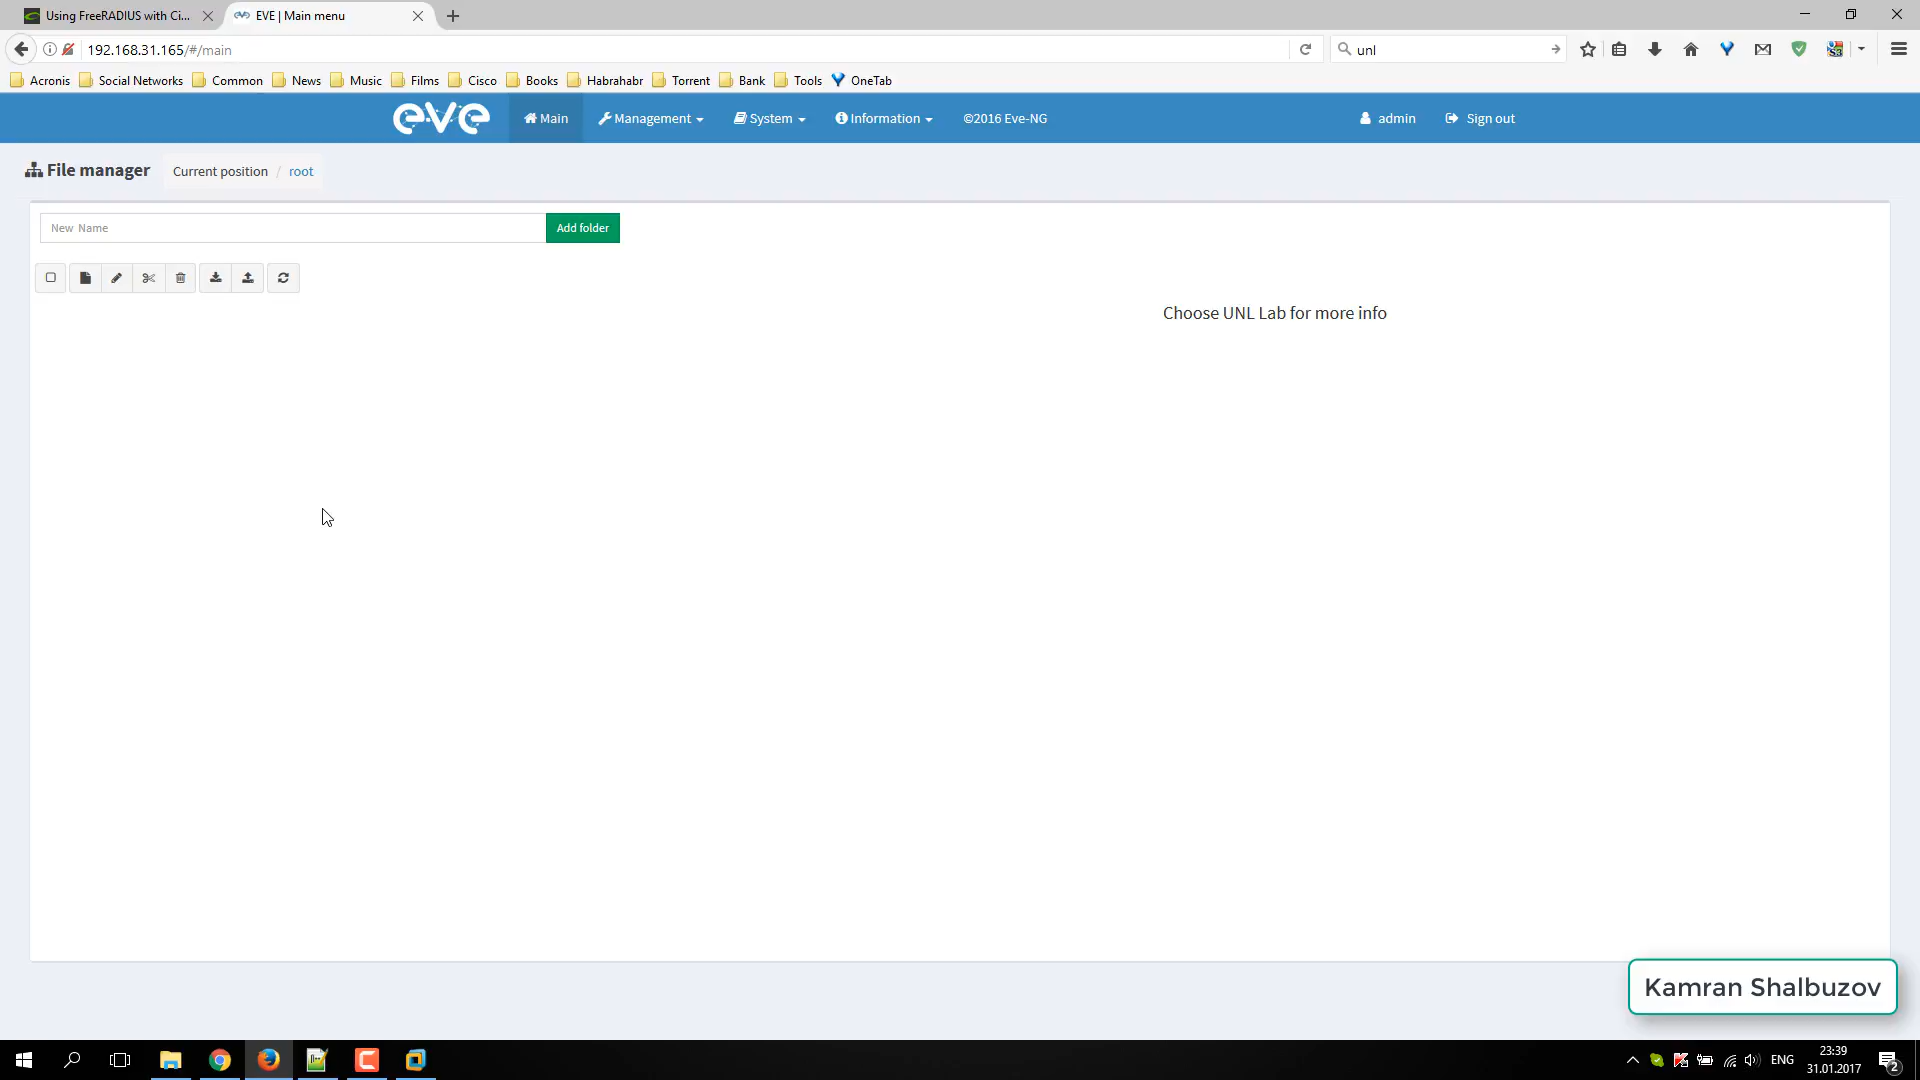 Using FreeRADIUS with Ci...
EVE | Main menu
192.168.31.165/#/main
unl
Acronis
Social Networks
Common
News
Music
Films
Cisco
Books
Habrahabr
Torrent
Bank
Tools
OneTab
eve
Main
Management
System
Information
©2016 Eve-NG
admin
Sign out
File manager
Current position / root
New Name
Add folder
Choose UNL Lab for more info
Kamran Shalbuzov
ENG
23:39
31.01.2017
2